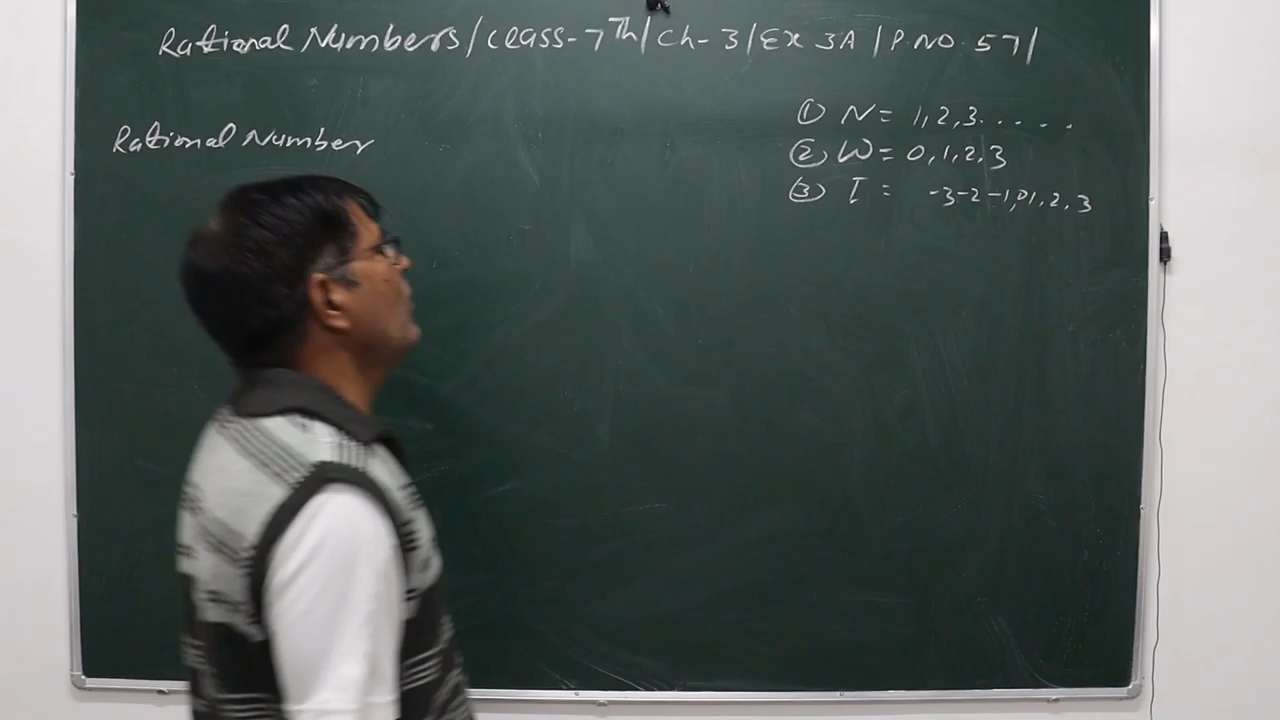 Rational Numbers/Class-7th/Ch-3/Ex 3A/P.NO.57/
Rational Number
① N = 1,2,3.....
② W = 0,1,2,3
③ I = -3-2-1,0,1,2,3